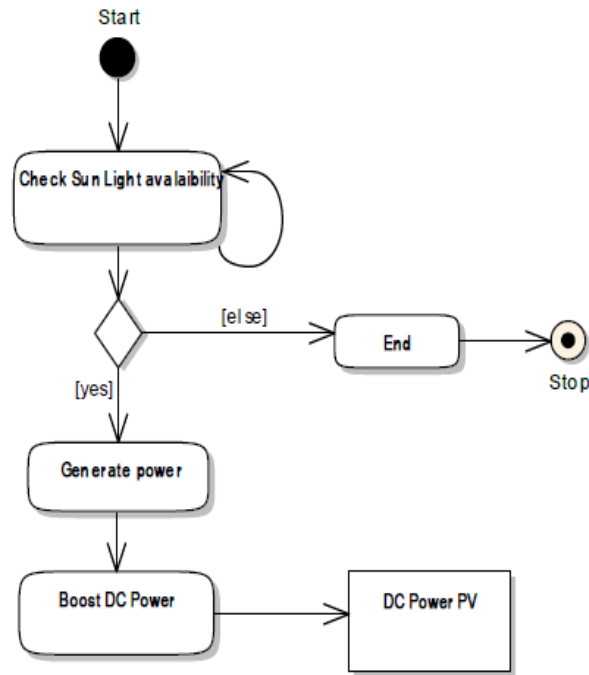 Start
Check Sun Light avalaibility
[else]
End
Stop
[yes]
Generate power
Boost DC Power
DC Power PV